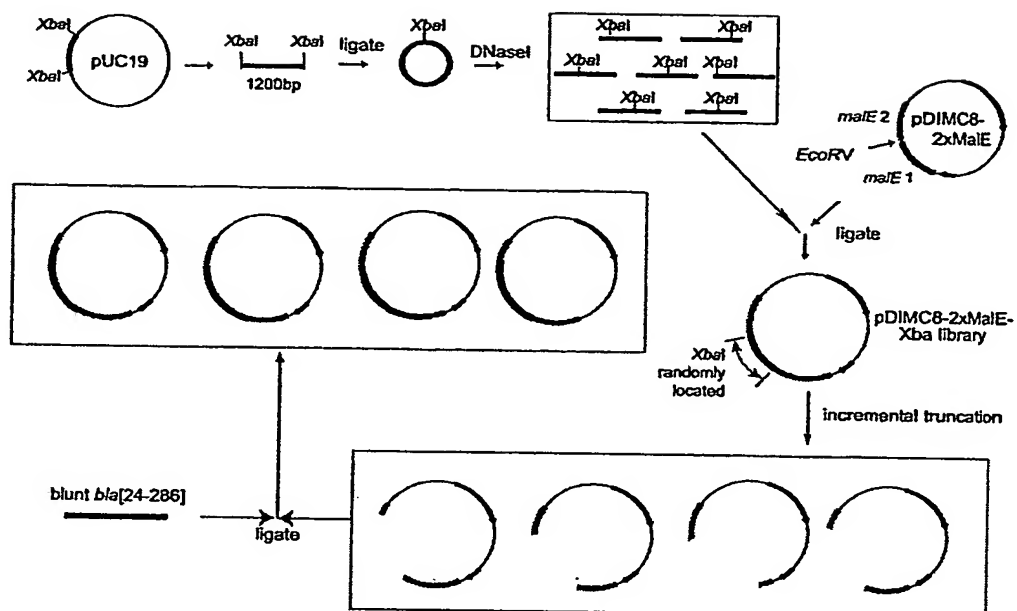 XbaI
XbaI
pUC19
XbaI XbaI
1200bp
ligate
XbaI
DNaseI
XbaI XbaI
XbaI XbaI XbaI
XbaI XbaI
malE 2
pDIMC8-
2xMalE
EcoRV
malE 1
ligate
pDIMC8-2xMalE-
Xba library
XbaI
randomly
located
incremental truncation
blunt bla[24-286]
ligate